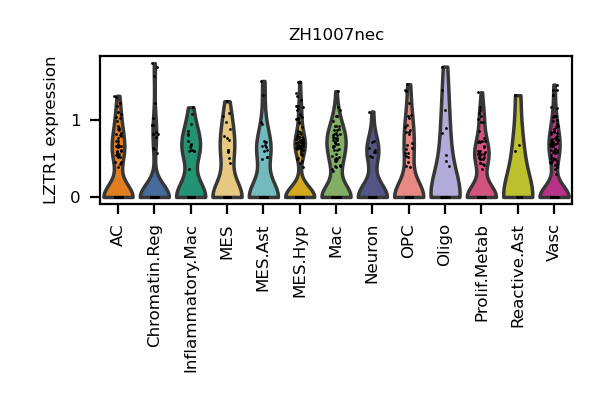 ZH1007nec
LZTR1 expression
1
0
AC
Chromatin.Reg
Inflammatory.Mac
MES
MES.Ast
MES.Hyp
Mac
Neuron
OPC
Oligo
Prolif.Metab
Reactive.Ast
Vasc